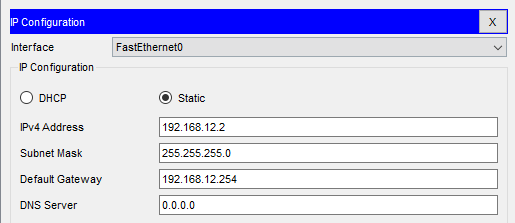 IP Configuration X
Interface FastEthernet0
IP Configuration
DHCP Static
IPv4 Address 192.168.12.2
Subnet Mask 255.255.255.0
Default Gateway 192.168.12.254
DNS Server 0.0.0.0